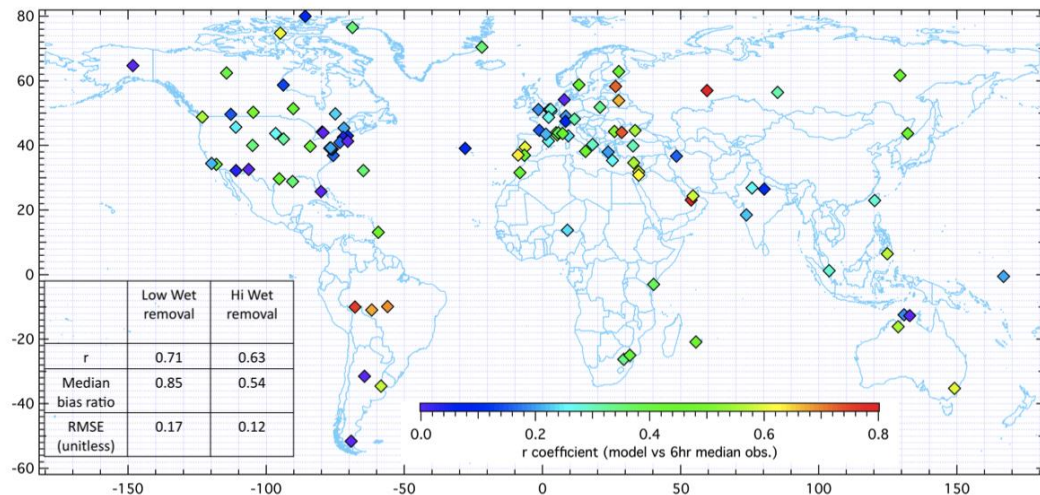 80
60
40
20
0
-20
-40
-60
Low Wet removal
Hi Wet removal
r 0.71 0.63
Median bias ratio 0.85 0.54
RMSE (unitless) 0.17 0.12
0.0 0.2 0.4 0.6 0.8
r coefficient (model vs 6hr median obs.)
-150 -100 -50 0 50 100 150